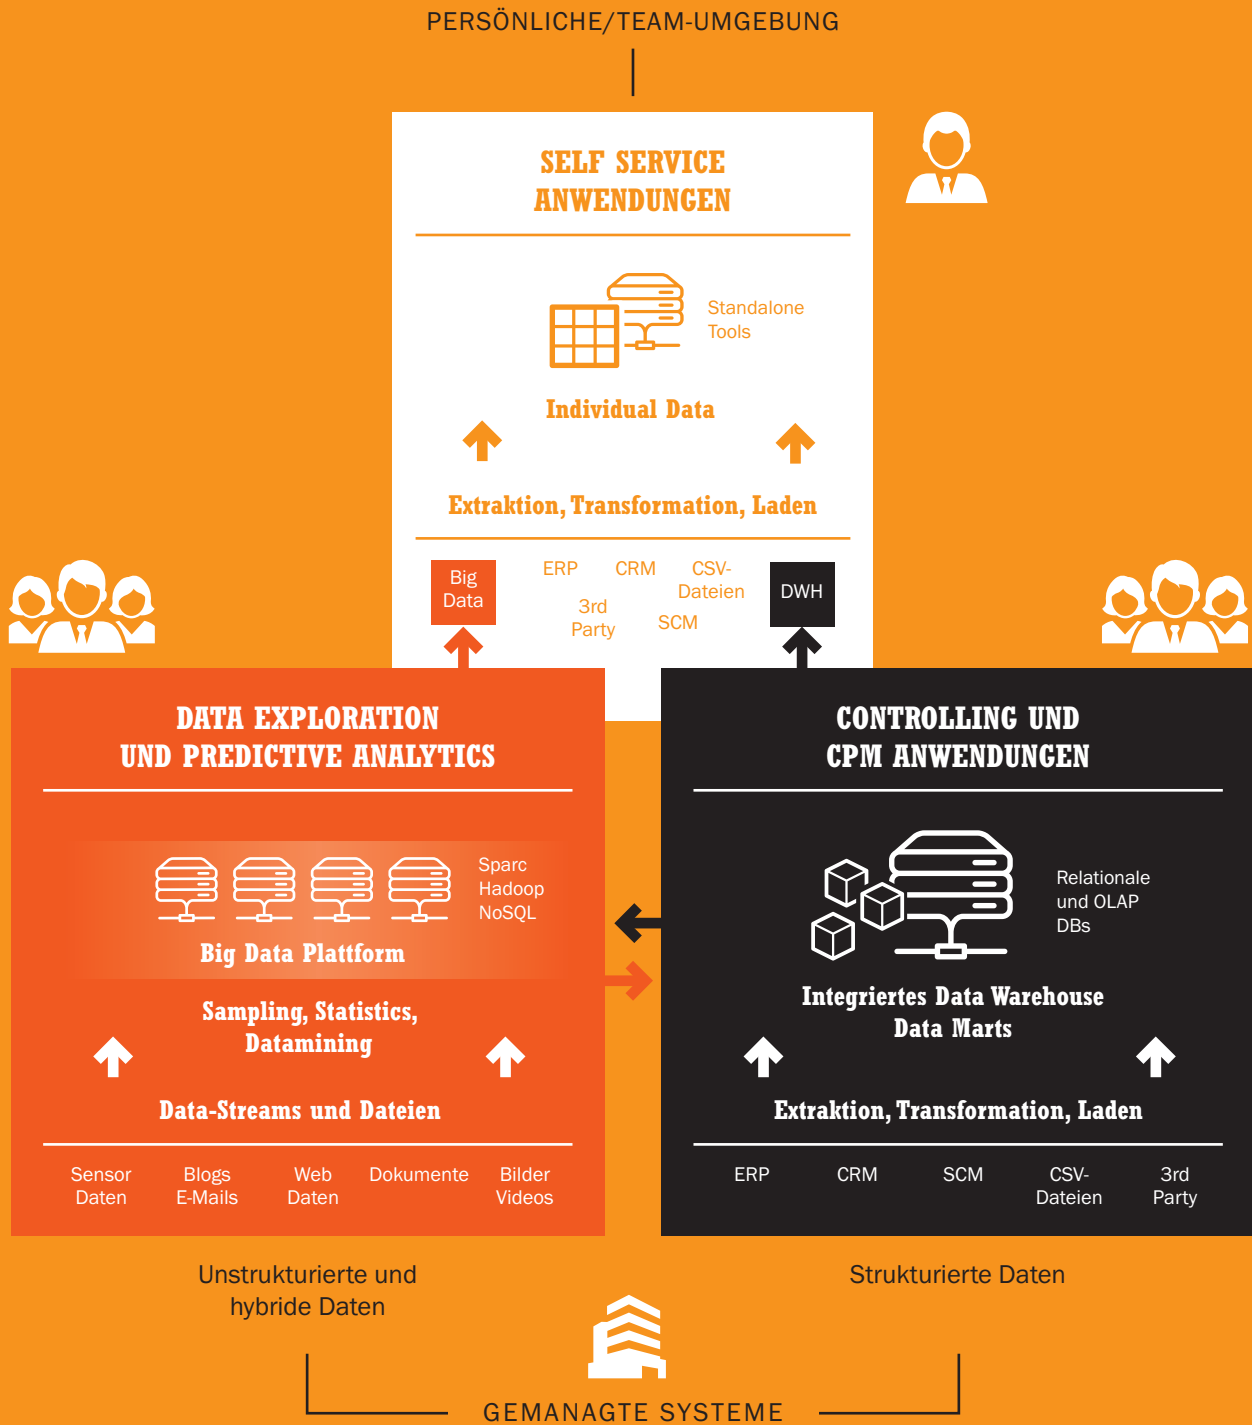 PERSÖNLICHE/TEAM-UMGEBUNG
SELF SERVICE
ANWENDUNGEN
Standalone
Tools
Individual Data
Extraktion, Transformation, Laden
Big
Data
ERP
CRM
CSV-
Dateien
3rd
Party
SCM
DWH
DATA EXPLORATION
UND PREDICTIVE ANALYTICS
Sparc
Hadoop
NoSQL
Big Data Plattform
Sampling, Statistics,
Datamining
Data-Streams und Dateien
Sensor
Daten
Blogs
E-Mails
Web
Daten
Dokumente
Bilder
Videos
CONTROLLING UND
CPM ANWENDUNGEN
Relationale
und OLAP
DBs
Integriertes Data Warehouse
Data Marts
Extraktion, Transformation, Laden
ERP
CRM
SCM
CSV-
Dateien
3rd
Party
Unstrukturierte und
hybride Daten
Strukturierte Daten
GEMANAGTE SYSTEME